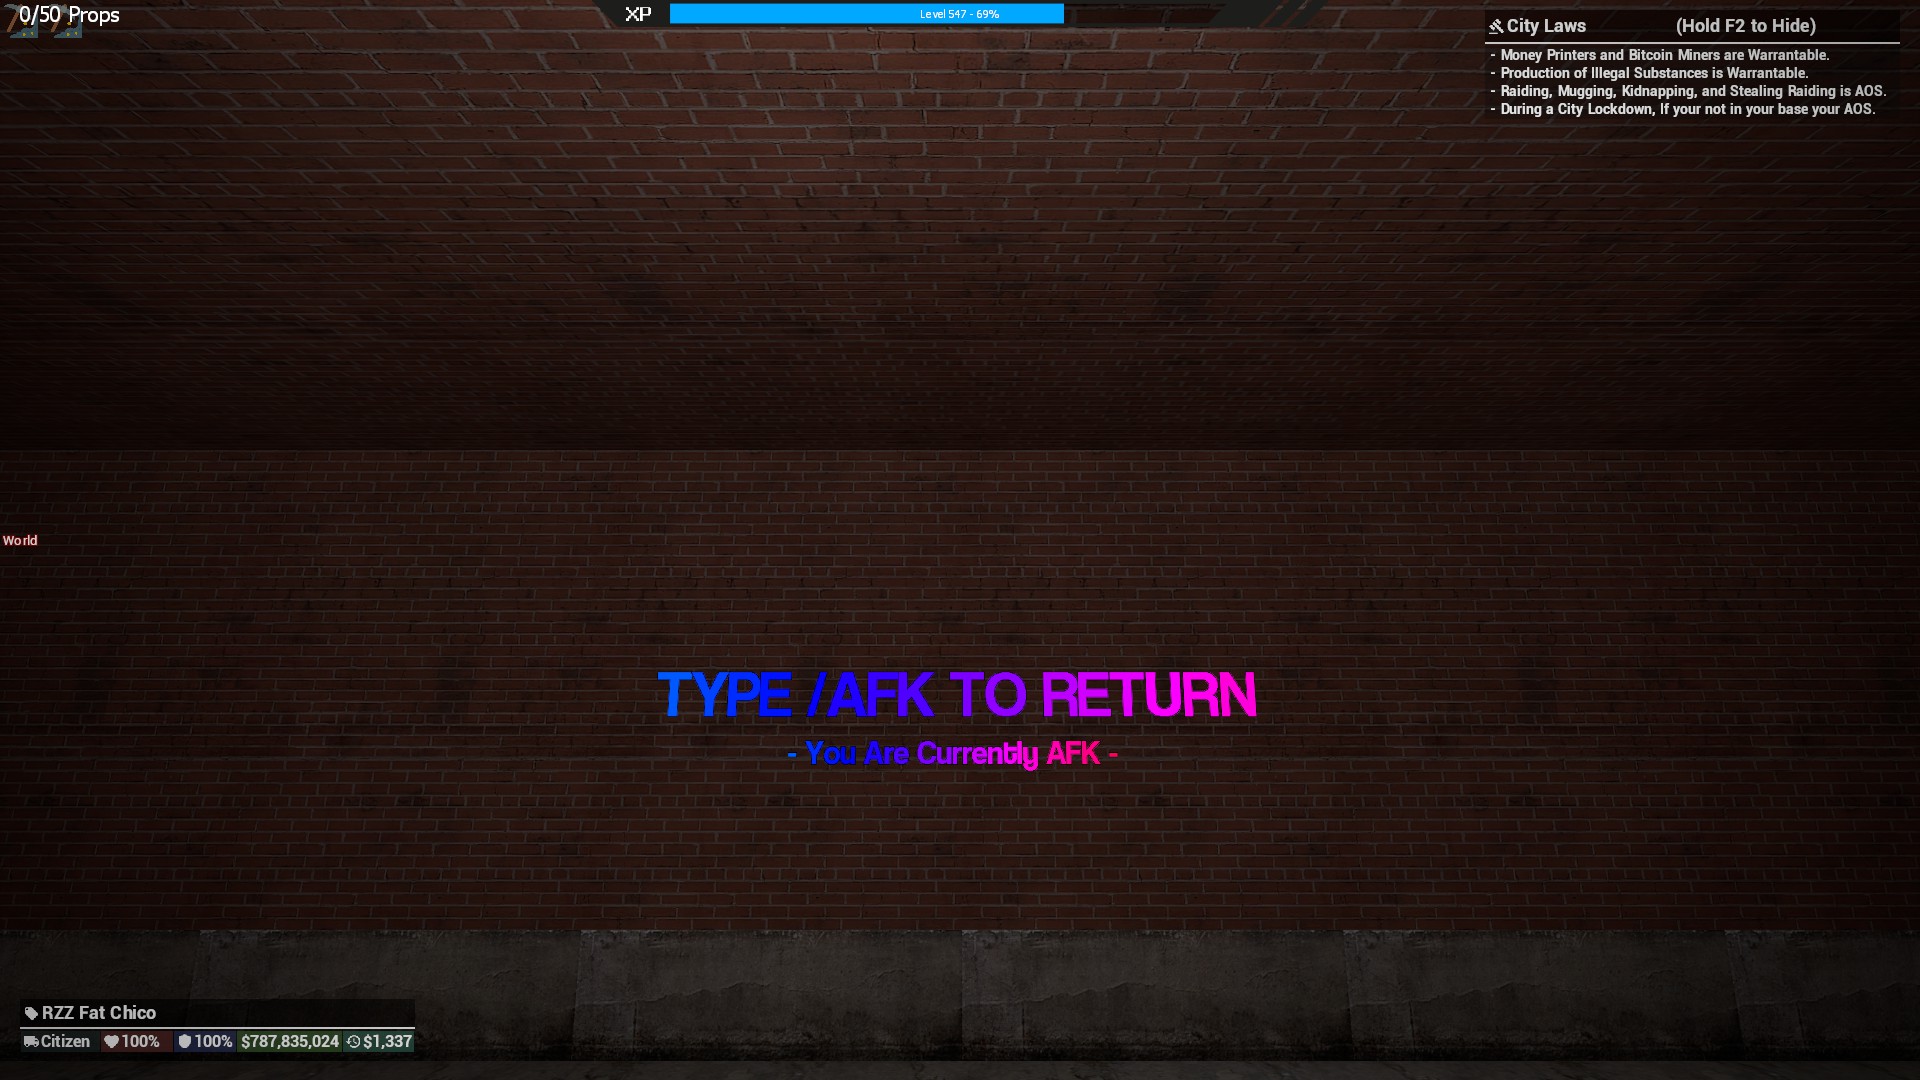 0/50 Props
XP
Level 547 - 69%
City Laws (Hold F2 to Hide)
- Money Printers and Bitcoin Miners are Warrantable.
- Production of Illegal Substances is Warrantable.
- Raiding, Mugging, Kidnapping, and Stealing Raiding is AOS.
- During a City Lockdown, If your not in your base your AOS.
World
TYPE /AFK TO RETURN
- You Are Currently AFK -
RZZ Fat Chico
Citizen 100% 100% $787,835,024 $1,337